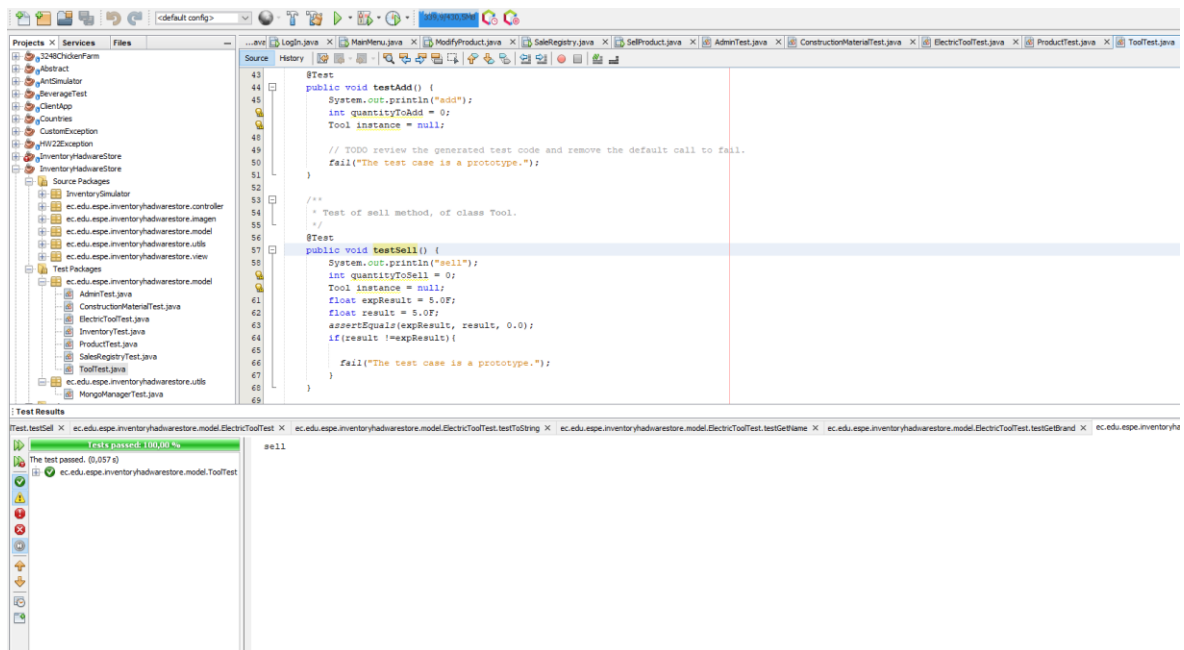 <default config>
Projects Services Files
3248ChickenFarm
Abstract
AntSimulator
BeverageTest
ClientApp
Countries
CustomException
HW22Exception
InventoryHadwareStore
InventoryHadwareStore
Source Packages
InventorySimulator
ec.edu.espe.inventoryhadwarestore.controller
ec.edu.espe.inventoryhadwarestore.imagen
ec.edu.espe.inventoryhadwarestore.model
ec.edu.espe.inventoryhadwarestore.utils
ec.edu.espe.inventoryhadwarestore.view
Test Packages
ec.edu.espe.inventoryhadwarestore.model
AdminTest.java
ConstructionMaterialTest.java
ElectricToolTest.java
InventoryTest.java
ProductTest.java
SalesRegistryTest.java
ToolTest.java
ec.edu.espe.inventoryhadwarestore.utils
MongoManagerTest.java
...ava LogIn.java MainMenu.java ModifyProduct.java SaleRegistry.java SellProduct.java AdminTest.java ConstructionMaterialTest.java ElectricToolTest.java ProductTest.java ToolTest.java
Source History
43 @Test
44 public void testAdd() {
45 System.out.println("add");
int quantityToAdd = 0;
Tool instance = null;
48
49 // TODO review the generated test code and remove the default call to fail.
50 fail("The test case is a prototype.");
51 }
52
53 /**
54 * Test of sell method, of class Tool.
55 */
56 @Test
57 public void testSell() {
58 System.out.println("sell");
int quantityToSell = 0;
Tool instance = null;
61 float expResult = 5.0F;
62 float result = 5.0F;
63 assertEquals(expResult, result, 0.0);
64 if(result !=expResult){
65
66 fail("The test case is a prototype.");
67 }
68 }
69
Test Results
Test.testSell ec.edu.espe.inventoryhadwarestore.model.ElectricToolTest ec.edu.espe.inventoryhadwarestore.model.ElectricToolTest.testToString ec.edu.espe.inventoryhadwarestore.model.ElectricToolTest.testGetName ec.edu.espe.inventoryhadwarestore.model.ElectricToolTest.testGetBrand ec.edu.espe.inventoryha
Tests passed: 100,00 %
The test passed. (0,057 s)
ec.edu.espe.inventoryhadwarestore.model.ToolTest
sell